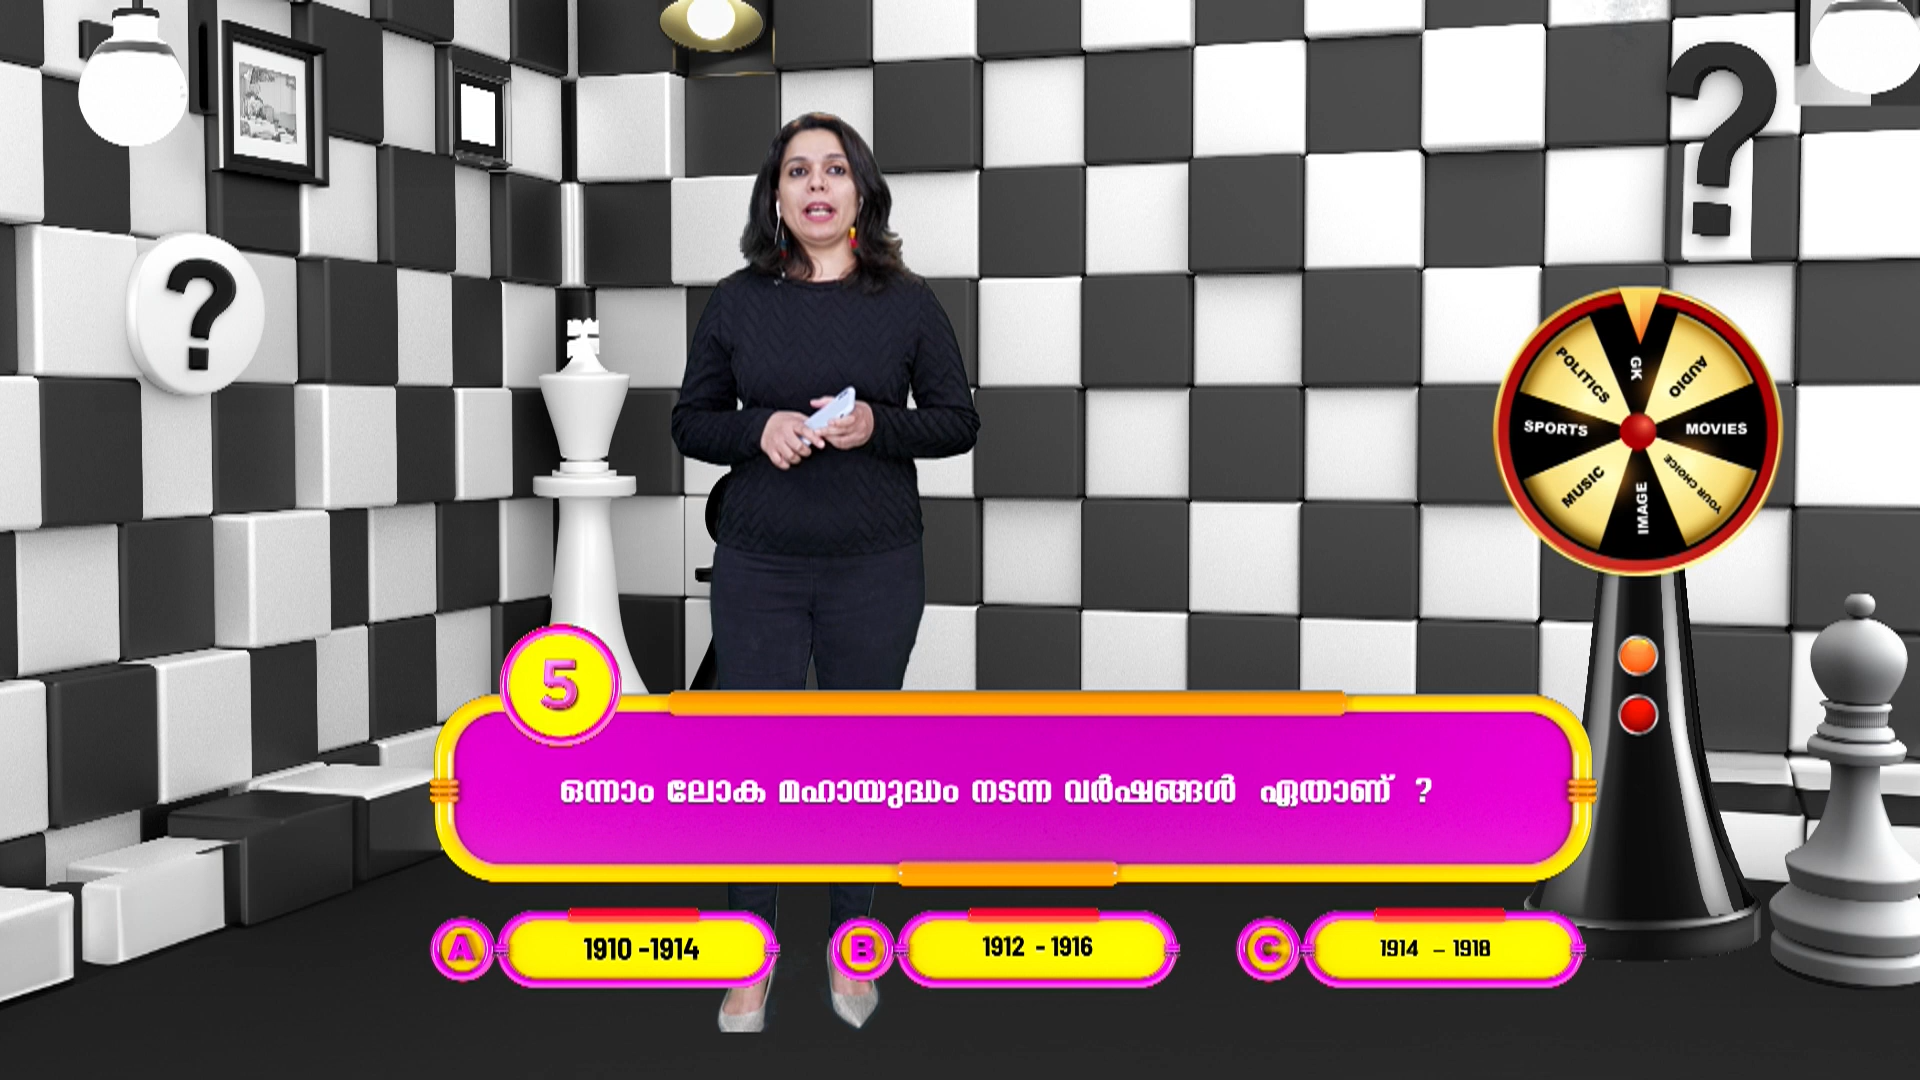 ?
?
POLITICS
GK
AUDIO
SPORTS
MOVIES
MUSIC
IMAGE
YOUR CHOICE
5
ഒന്നാം ലോക മഹായുദ്ധം നടന്ന വർഷങ്ങൾ ഏതാണ് ?
A 1910 -1914
B 1912 - 1916
C 1914 – 1918